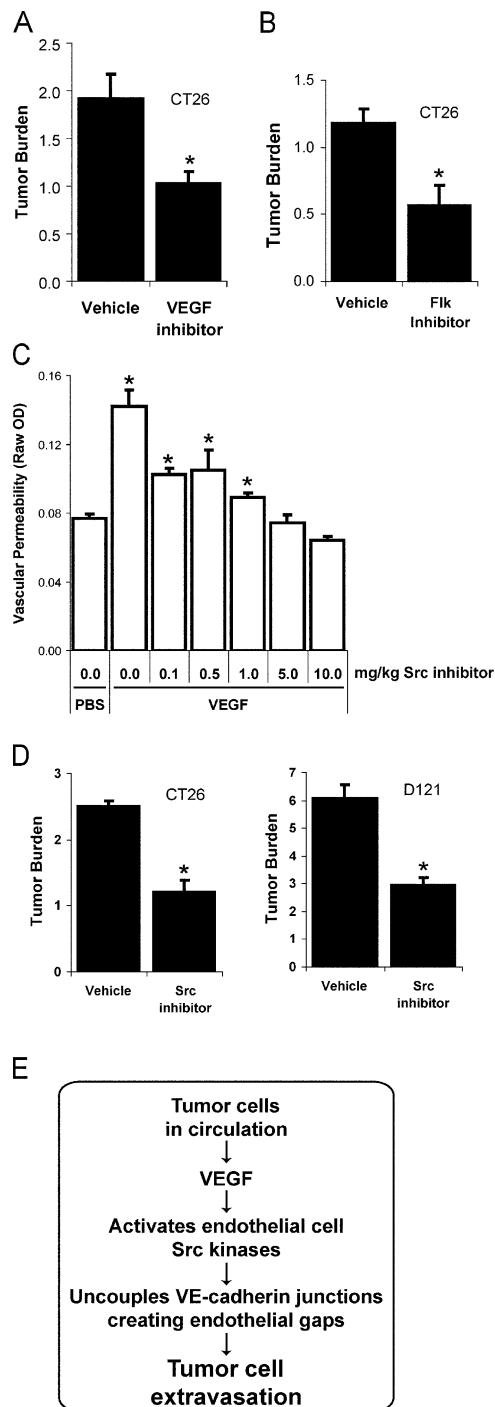 A
Tumor Burden
2.5
2.0
1.5
1.0
0.5
0.0
CT26
*
Vehicle
VEGF
inhibitor
B
Tumor Burden
1.5
1.0
0.5
0.0
CT26
*
Vehicle
Flk
Inhibitor
C
Vascular Permeability (Raw OD)
0.16
0.12
0.08
0.04
0.00
*
*
*
*
0.0 0.0 0.1 0.5 1.0 5.0 10.0 mg/kg Src inhibitor
PBS VEGF
D
Tumor Burden
3
2
1
0
CT26
*
Vehicle
Src
inhibitor
Tumor Burden
7
6
5
4
3
2
1
0
D121
*
Vehicle
Src
inhibitor
E
Tumor cells
in circulation
↓
VEGF
↓
Activates endothelial cell
Src kinases
↓
Uncouples VE-cadherin junctions
creating endothelial gaps
↓
Tumor cell
extravasation